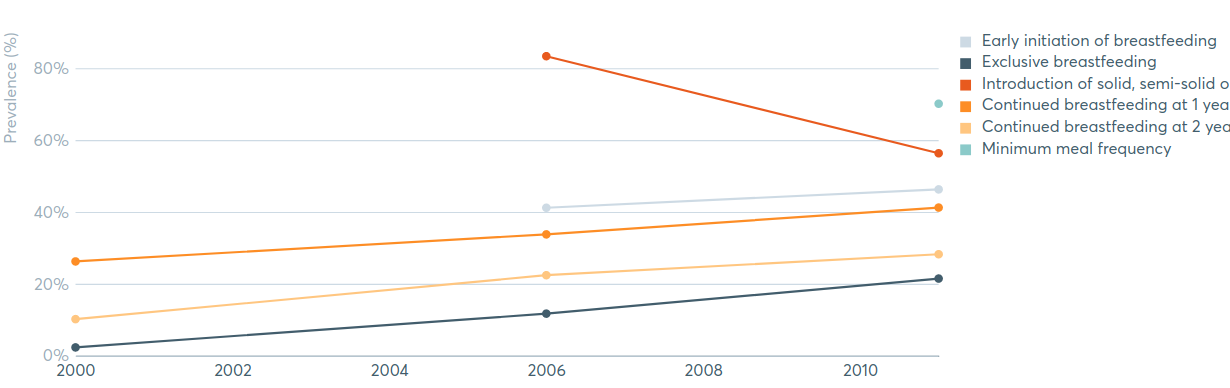 Prevalence (%)
80%
60%
40%
20%
0%
2000 2002 2004 2006 2008 2010
Early initiation of breastfeeding
Exclusive breastfeeding
Introduction of solid, semi-solid o
Continued breastfeeding at 1 yea
Continued breastfeeding at 2 yea
Minimum meal frequency